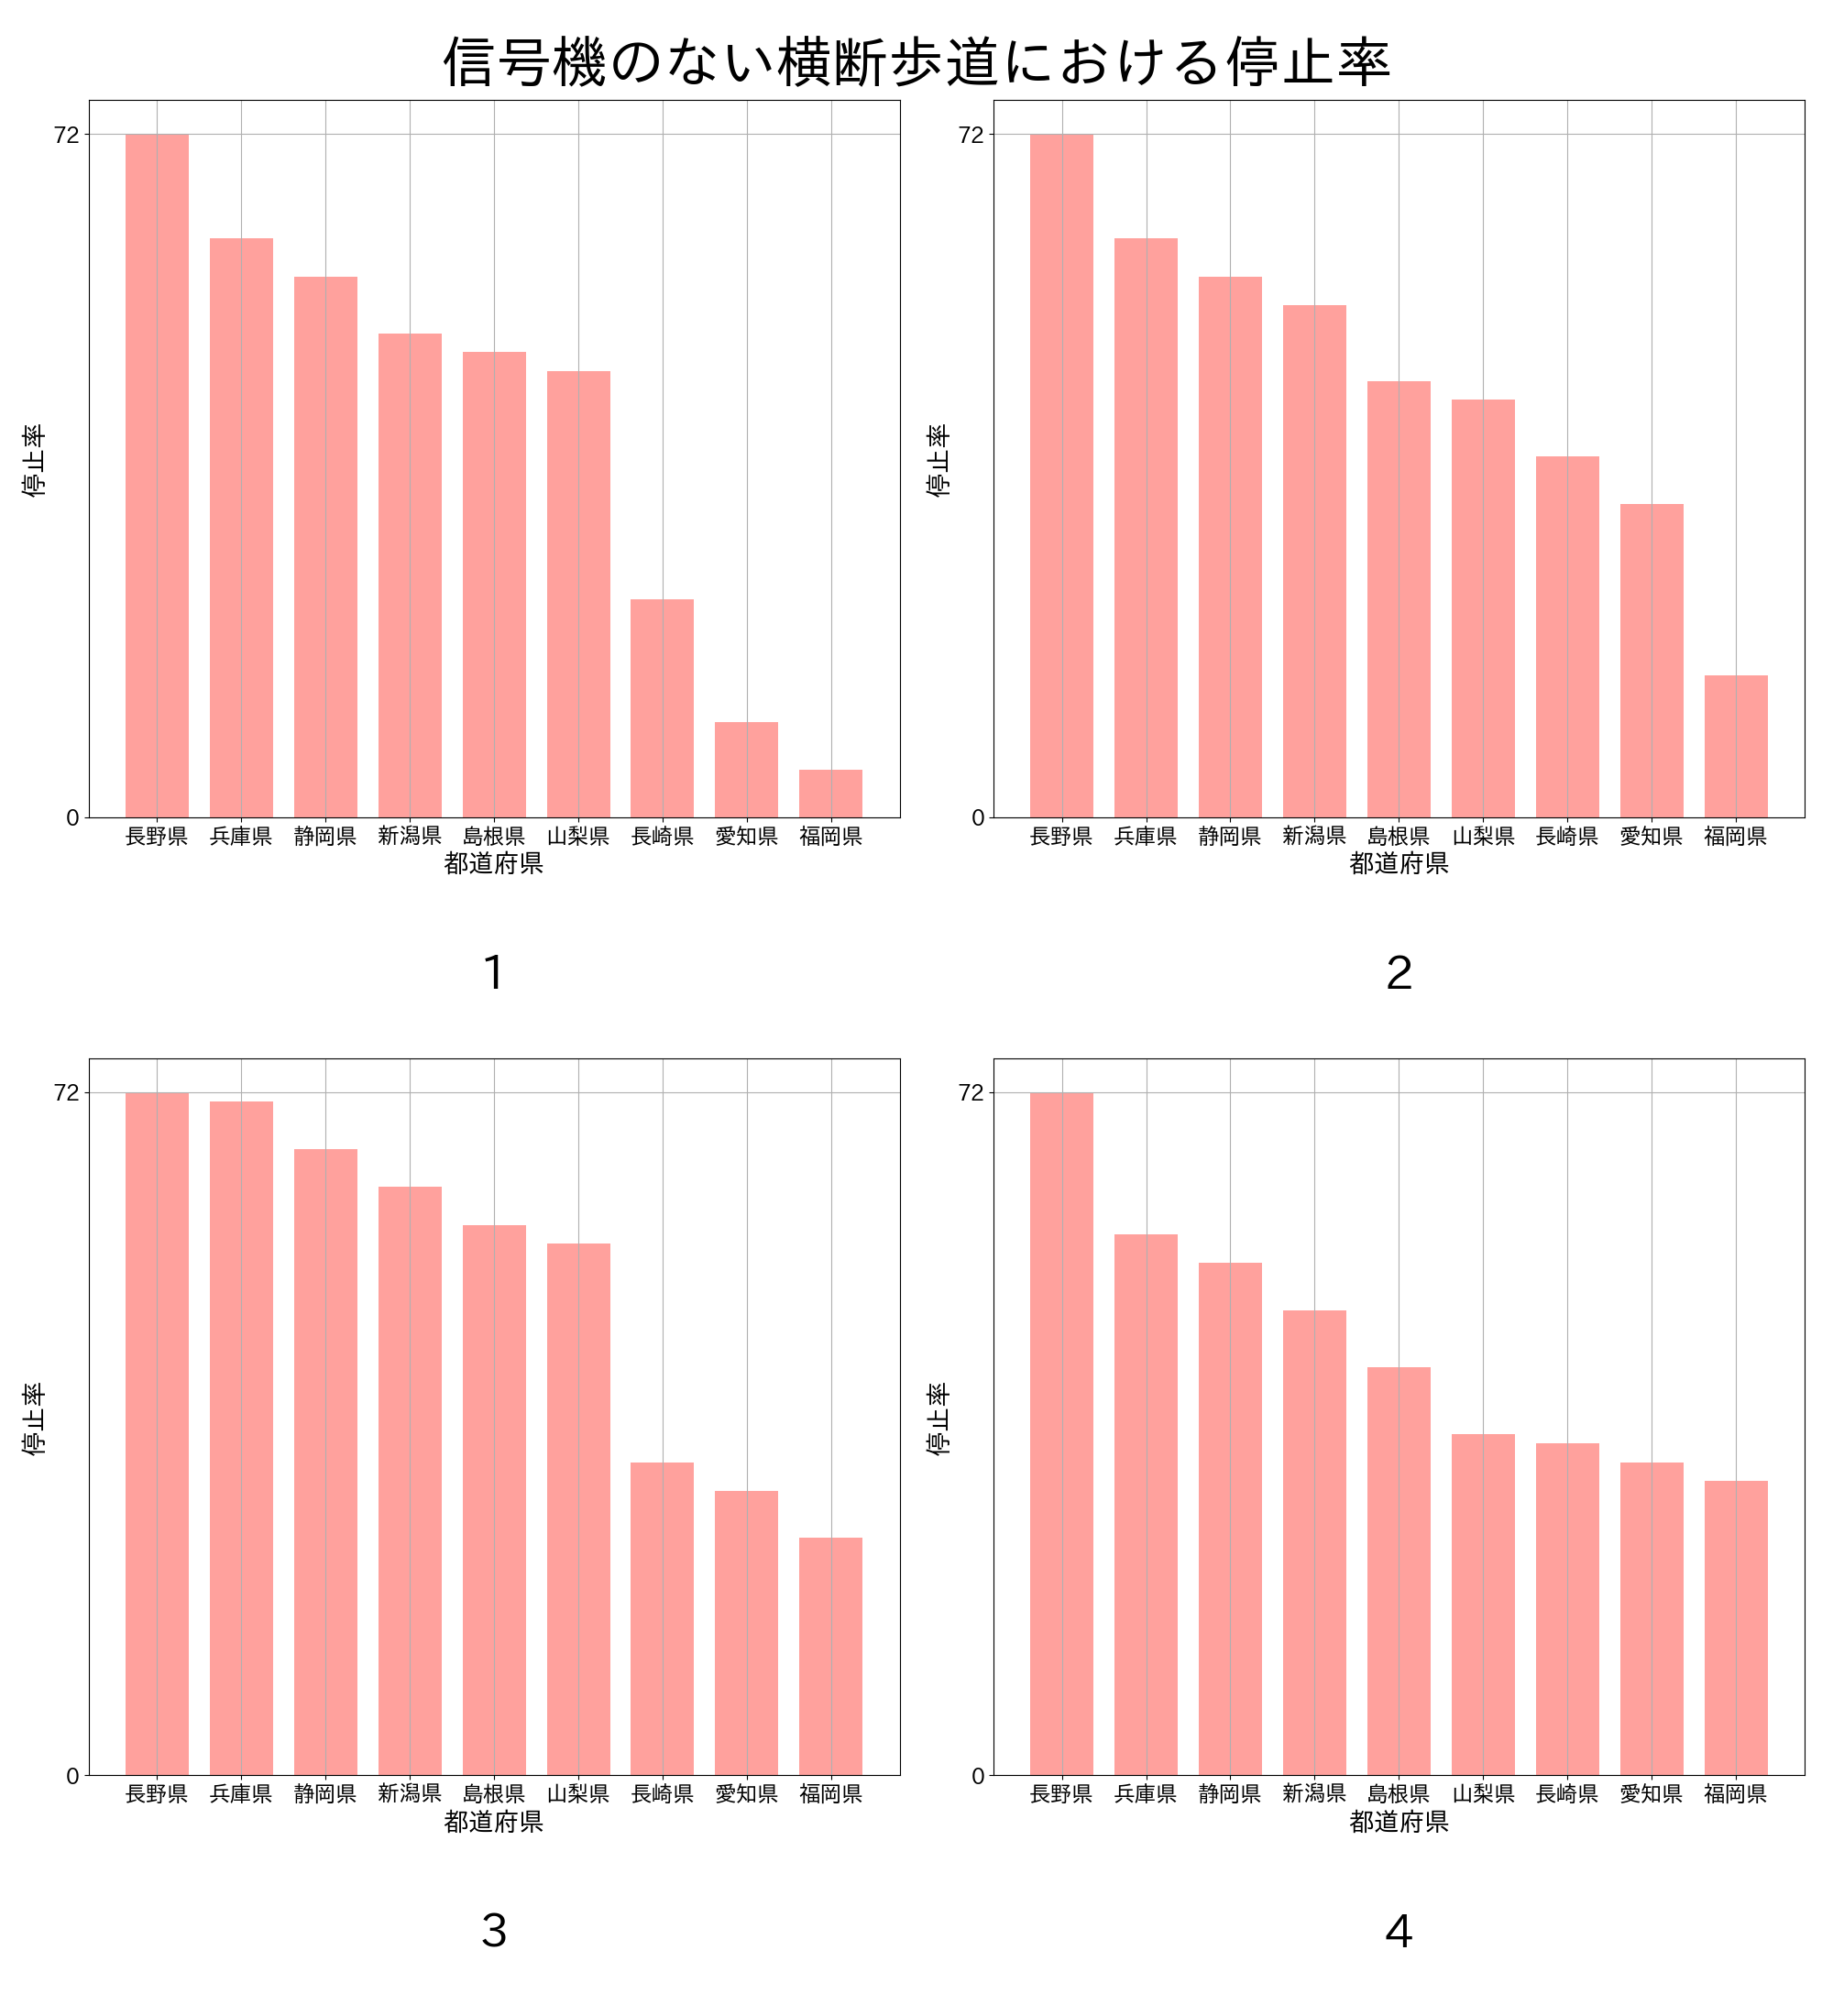 信号機のない横断歩道における停止率
72
0
停止率
長野県 兵庫県 静岡県 新潟県 島根県 山梨県 長崎県 愛知県 福岡県
都道府県
1
72
0
停止率
長野県 兵庫県 静岡県 新潟県 島根県 山梨県 長崎県 愛知県 福岡県
都道府県
2
72
0
停止率
長野県 兵庫県 静岡県 新潟県 島根県 山梨県 長崎県 愛知県 福岡県
都道府県
3
72
0
停止率
長野県 兵庫県 静岡県 新潟県 島根県 山梨県 長崎県 愛知県 福岡県
都道府県
4